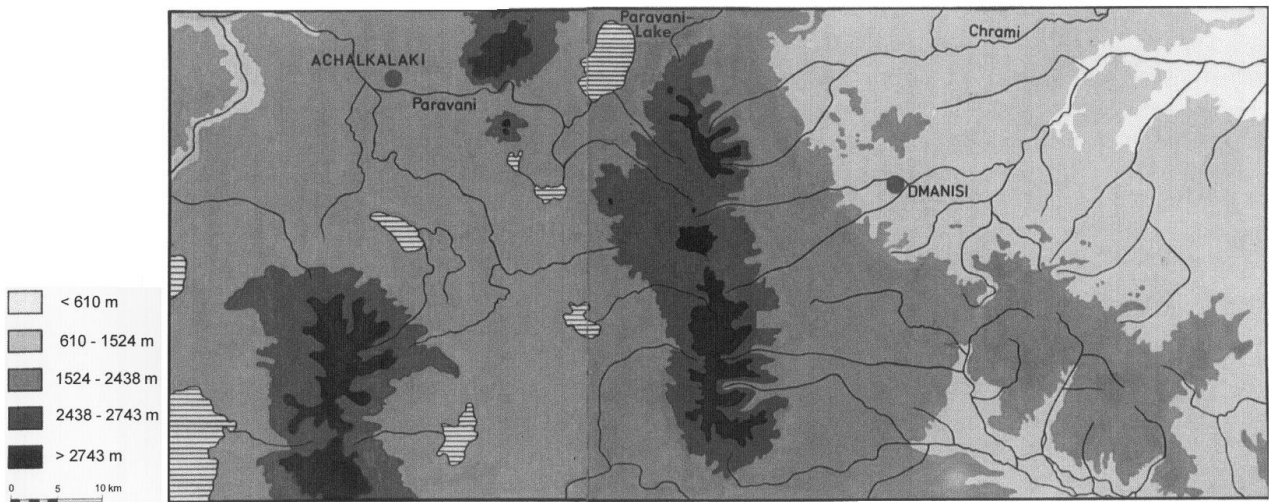 Paravani-
Lake
Chrami
ACHALKALAKI
Paravani
DMANISI
< 610 m
610 - 1524 m
1524 - 2438 m
2438 - 2743 m
> 2743 m
0 5 10 km